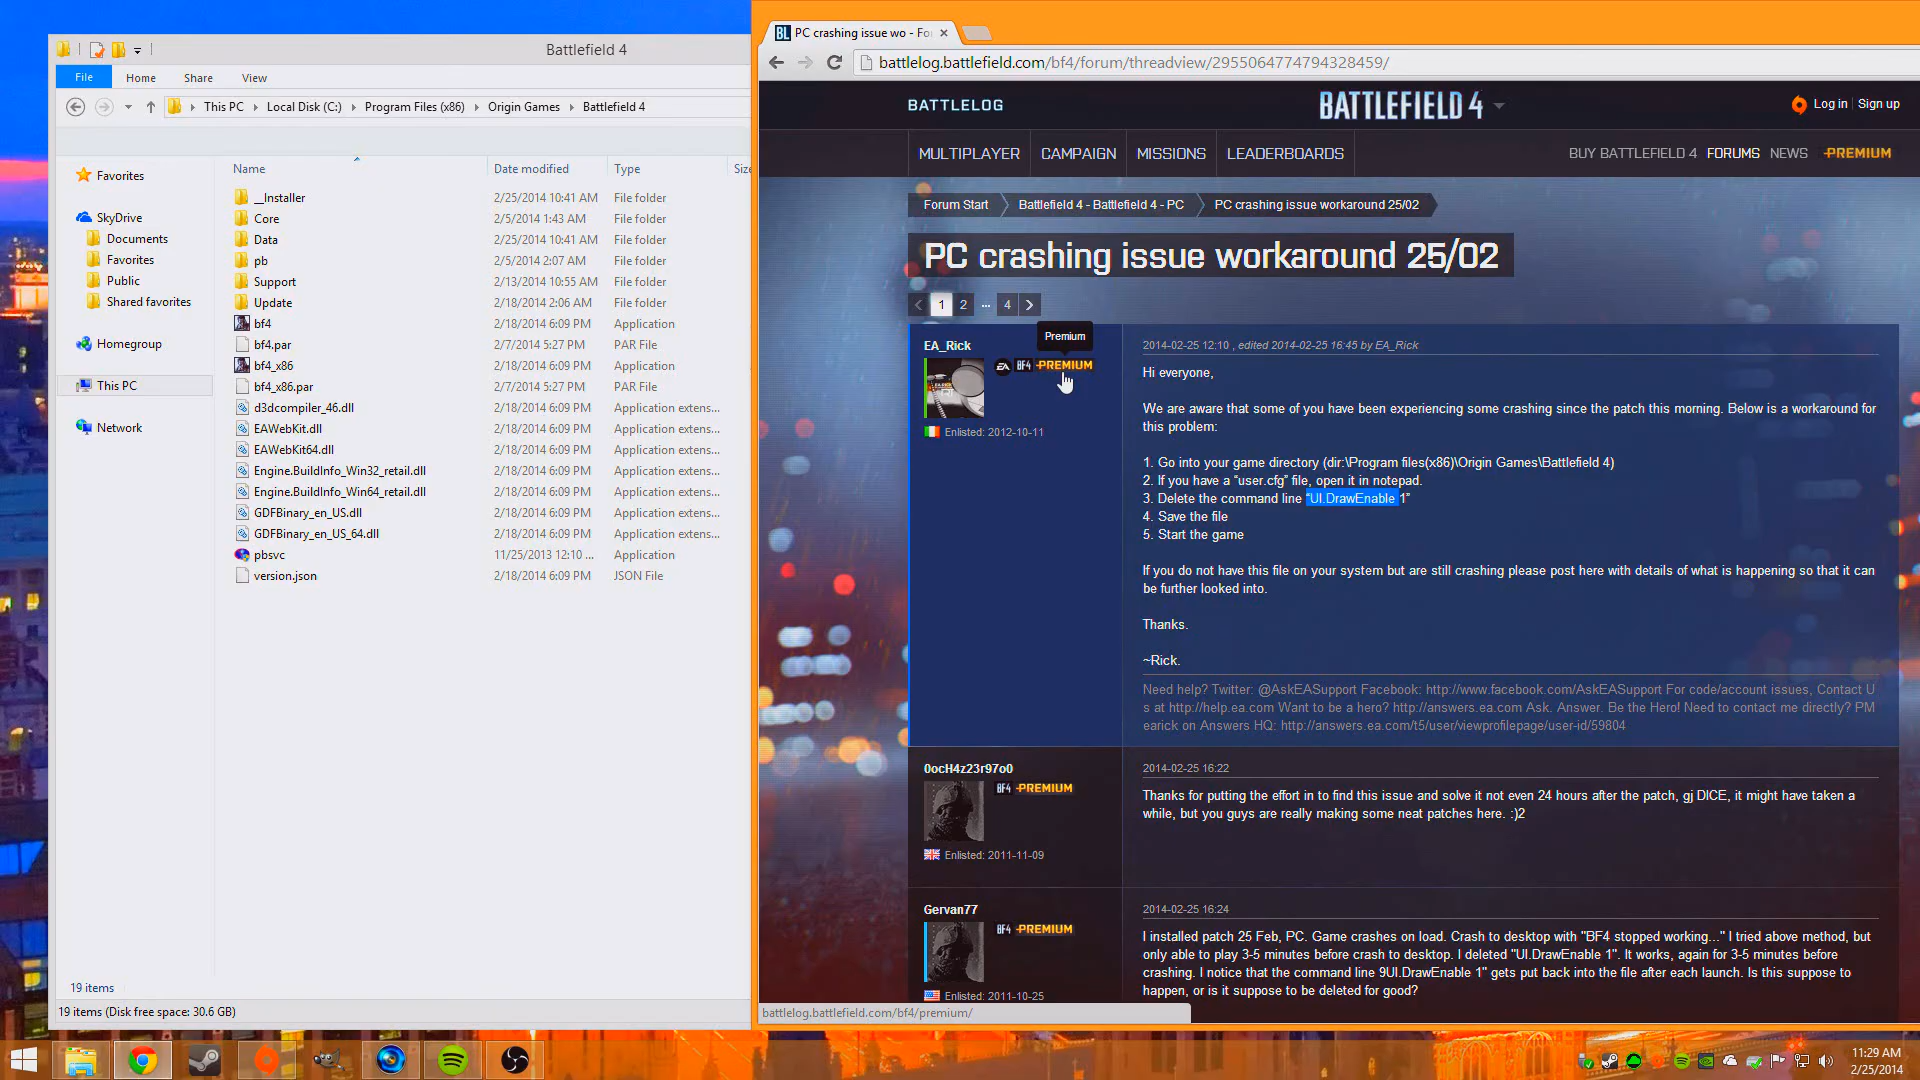 Battlefield 4
File
Home
Share
View
This PC
Local Disk (C:)
Program Files (x86)
Origin Games
Battlefield 4
Favorites
SkyDrive
Documents
Favorites
Public
Shared favorites
Homegroup
This PC
Network
Name Date modified Type Size
__Installer 2/25/2014 10:41 AM File folder
Core 2/5/2014 1:43 AM File folder
Data 2/25/2014 10:41 AM File folder
pb 2/5/2014 2:07 AM File folder
Support 2/13/2014 10:55 AM File folder
Update 2/18/2014 2:06 AM File folder
bf4 2/18/2014 6:09 PM Application
bf4.par 2/7/2014 5:27 PM PAR File
bf4_x86 2/18/2014 6:09 PM Application
bf4_x86.par 2/7/2014 5:27 PM PAR File
d3dcompiler_46.dll 2/18/2014 6:09 PM Application extens...
EAWebKit.dll 2/18/2014 6:09 PM Application extens...
EAWebKit64.dll 2/18/2014 6:09 PM Application extens...
Engine.BuildInfo_Win32_retail.dll 2/18/2014 6:09 PM Application extens...
Engine.BuildInfo_Win64_retail.dll 2/18/2014 6:09 PM Application extens...
GDFBinary_en_US.dll 2/18/2014 6:09 PM Application extens...
GDFBinary_en_US_64.dll 2/18/2014 6:09 PM Application extens...
pbsvc 11/25/2013 12:10 ... Application
version.json 2/18/2014 6:09 PM JSON File
19 items
19 items (Disk free space: 30.6 GB)
BL PC crashing issue wo - Fo
battlelog.battlefield.com/bf4/forum/threadview/2955064774794328459/
BATTLELOG
BATTLEFIELD 4
Log in | Sign up
MULTIPLAYER CAMPAIGN MISSIONS LEADERBOARDS
BUY BATTLEFIELD 4 FORUMS NEWS PREMIUM
Forum Start
Battlefield 4 - Battlefield 4 - PC
PC crashing issue workaround 25/02
PC crashing issue workaround 25/02
1 2 ... 4
Premium
EA_Rick
EA BF4 PREMIUM
Enlisted: 2012-10-11
2014-02-25 12:10 , edited 2014-02-25 16:45 by EA_Rick
Hi everyone,
We are aware that some of you have been experiencing some crashing since the patch this morning. Below is a workaround for
this problem:
1. Go into your game directory (dir:\Program files(x86)\Origin Games\Battlefield 4)
2. If you have a “user.cfg” file, open it in notepad.
3. Delete the command line “UI.DrawEnable 1”
4. Save the file
5. Start the game
If you do not have this file on your system but are still crashing please post here with details of what is happening so that it can
be further looked into.
Thanks.
~Rick.
Need help? Twitter: @AskEASupport Facebook: http://www.facebook.com/AskEASupport For code/account issues, Contact U
s at http://help.ea.com Want to be a hero? http://answers.ea.com Ask. Answer. Be the Hero! Need to contact me directly? PM
earick on Answers HQ: http://answers.ea.com/t5/user/viewprofilepage/user-id/59804
0ocH4z23r97o0
BF4 PREMIUM
Enlisted: 2011-11-09
2014-02-25 16:22
Thanks for putting the effort in to find this issue and solve it not even 24 hours after the patch, gj DICE, it might have taken a
while, but you guys are really making some neat patches here. :)2
Gervan77
BF4 PREMIUM
Enlisted: 2011-10-25
2014-02-25 16:24
I installed patch 25 Feb, PC. Game crashes on load. Crash to desktop with "BF4 stopped working..." I tried above method, but
only able to play 3-5 minutes before crash to desktop. I deleted "UI.DrawEnable 1". It works, again for 3-5 minutes before
crashing. I notice that the command line 9UI.DrawEnable 1" gets put back into the file after each launch. Is this suppose to
happen, or is it suppose to be deleted for good?
battlelog.battlefield.com/bf4/premium/
11:29 AM
2/25/2014